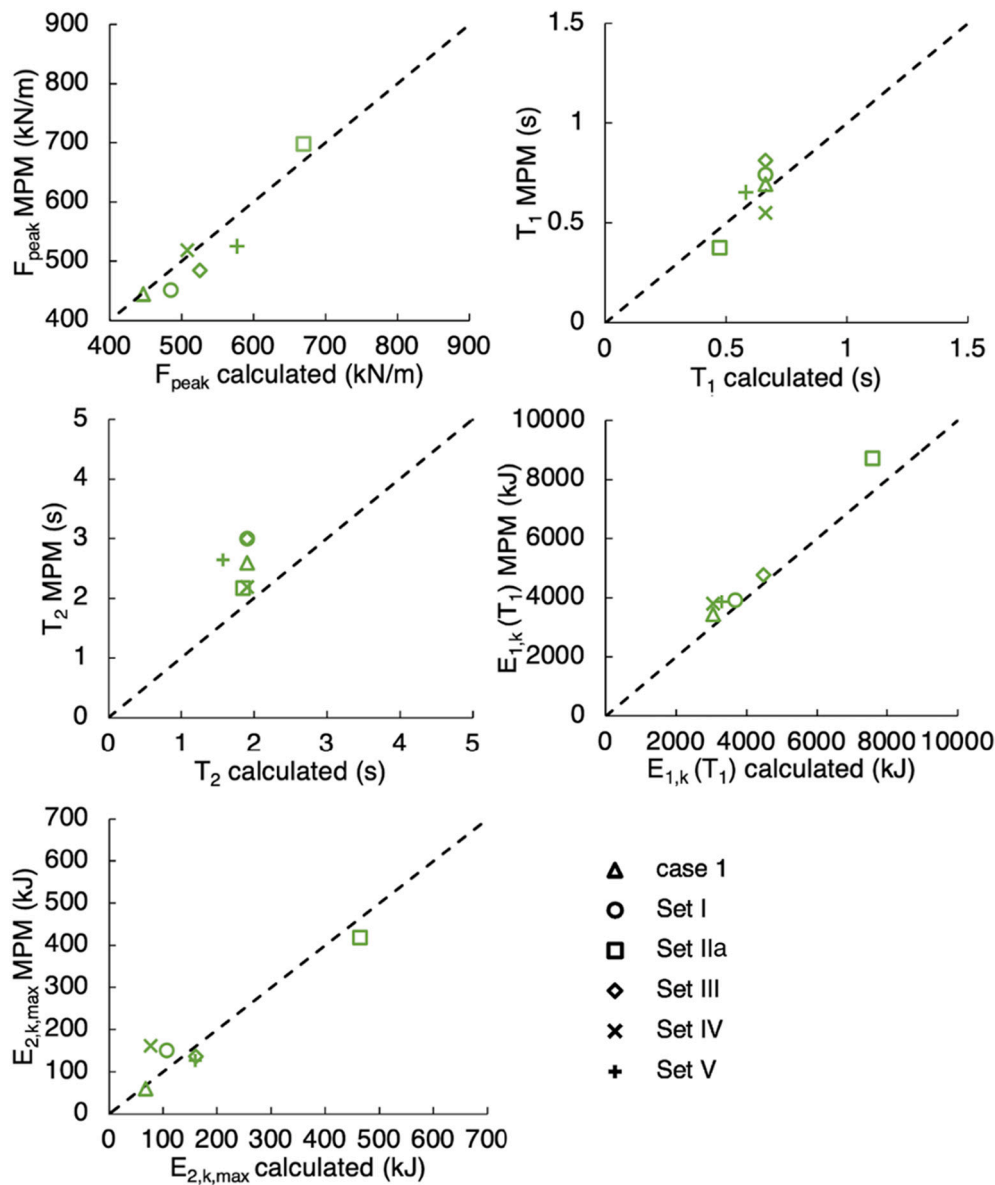 900
800
700
600
500
400
F_peak MPM (kN/m)
400 500 600 700 800 900
F_peak calculated (kN/m)
1.5
1
0.5
0
T_1 MPM (s)
0 0.5 1 1.5
T_1 calculated (s)
5
4
3
2
1
0
T_2 MPM (s)
0 1 2 3 4 5
T_2 calculated (s)
10000
8000
6000
4000
2000
0
E_1,k (T_1) MPM (kJ)
0 2000 4000 6000 8000 10000
E_1,k (T_1) calculated (kJ)
700
600
500
400
300
200
100
0
E_2,k,max MPM (kJ)
0 100 200 300 400 500 600 700
E_2,k,max calculated (kJ)
case 1
Set I
Set IIa
Set III
Set IV
Set V